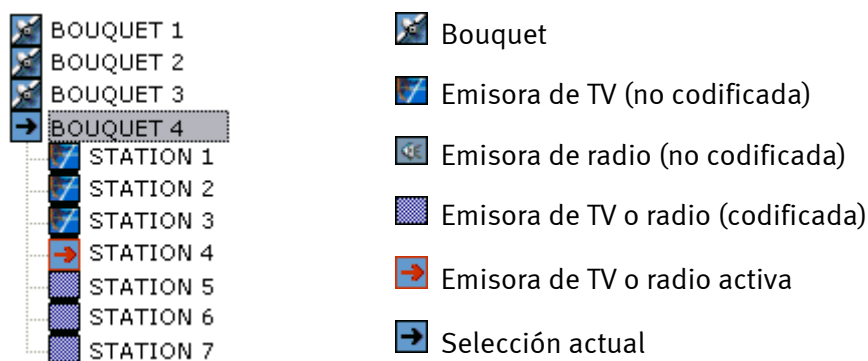 BOUQUET 1
BOUQUET 2
BOUQUET 3
BOUQUET 4
STATION 1
STATION 2
STATION 3
STATION 4
STATION 5
STATION 6
STATION 7
Bouquet
Emisora de TV (no codificada)
Emisora de radio (no codificada)
Emisora de TV o radio (codificada)
Emisora de TV o radio activa
Selección actual